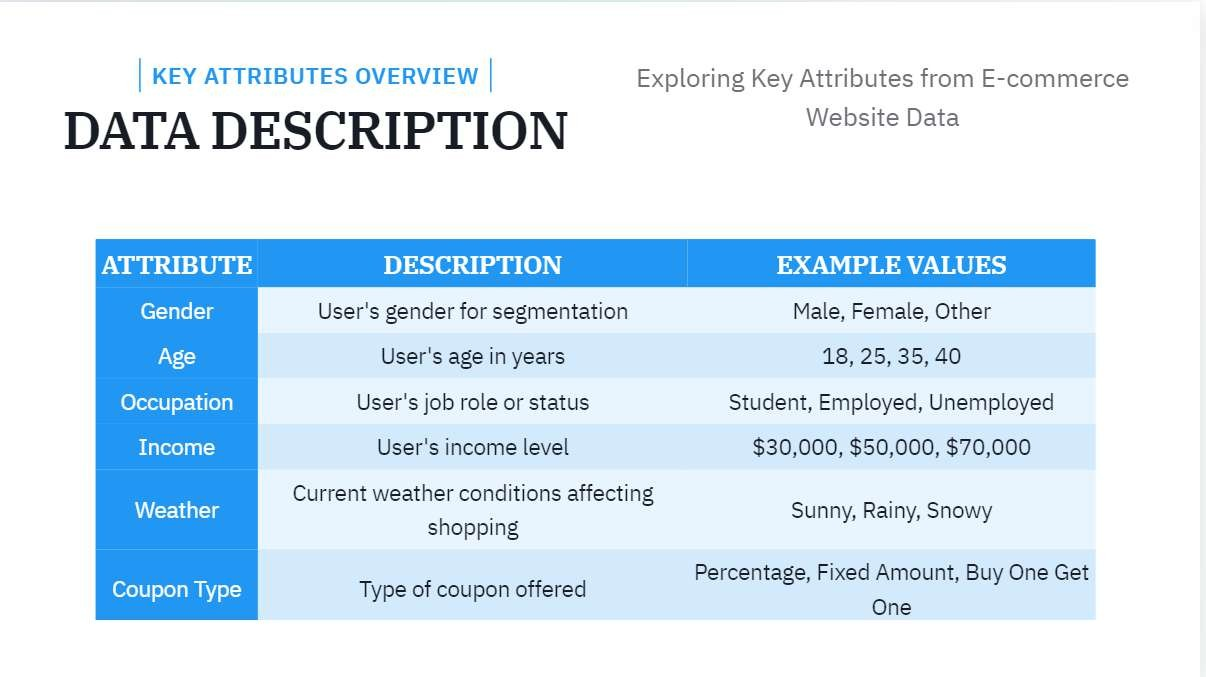 KEY ATTRIBUTES OVERVIEW
DATA DESCRIPTION
Exploring Key Attributes from E-commerce
Website Data
ATTRIBUTE DESCRIPTION EXAMPLE VALUES
Gender User's gender for segmentation Male, Female, Other
Age User's age in years 18, 25, 35, 40
Occupation User's job role or status Student, Employed, Unemployed
Income User's income level $30,000, $50,000, $70,000
Weather
Current weather conditions affecting
shopping
Sunny, Rainy, Snowy
Coupon Type
Type of coupon offered
Percentage, Fixed Amount, Buy One Get
One